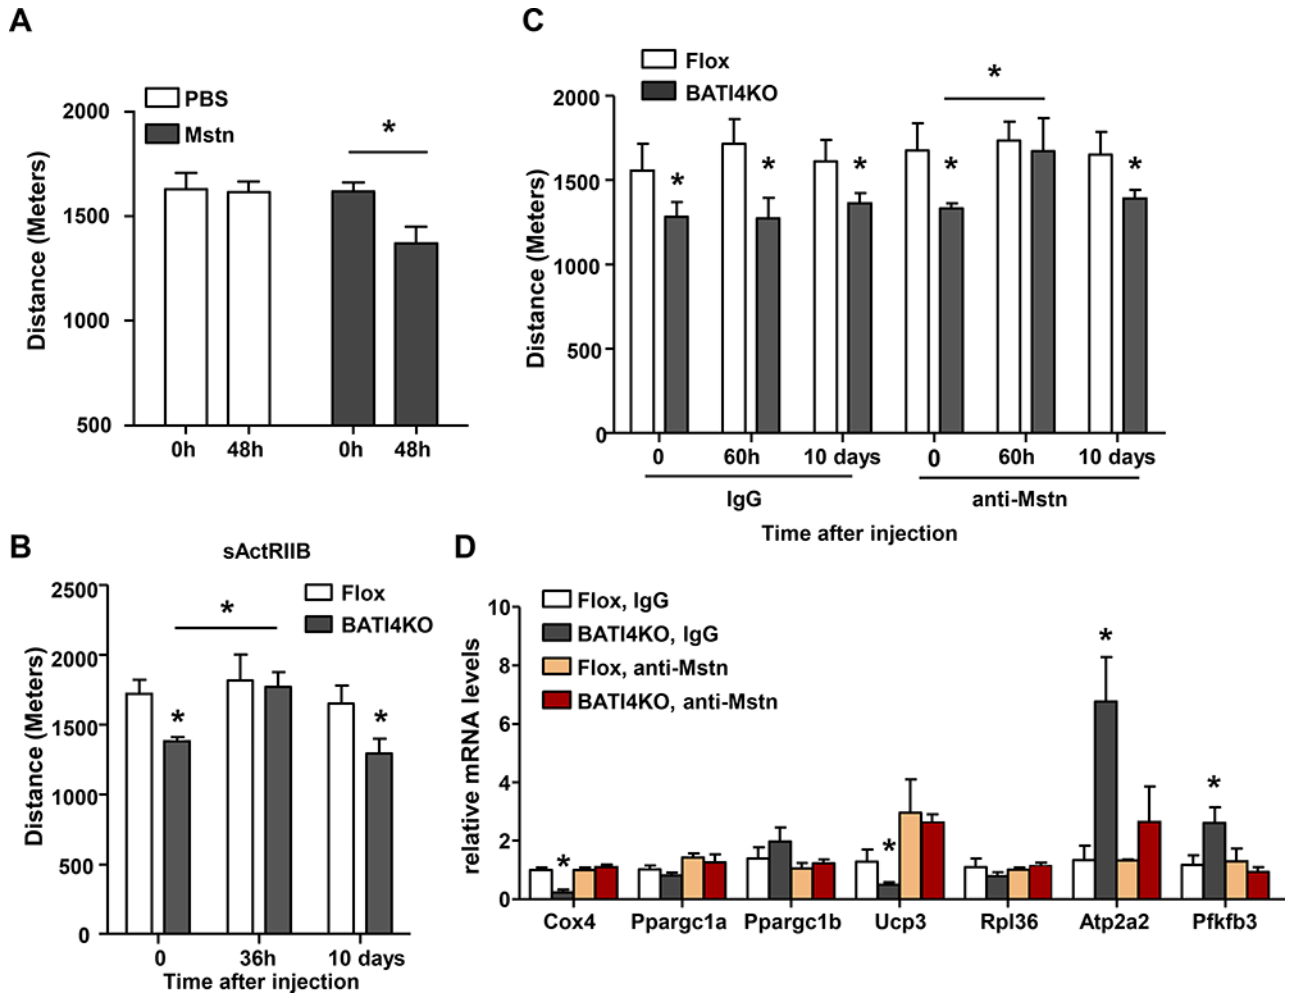 A
PBS
Mstn
*
2000
1500
1000
500
Distance (Meters)
0h 48h 0h 48h
C
Flox
BATI4KO
*
* * * * *
2000
1500
1000
500
0
Distance (Meters)
0 60h 10 days 0 60h 10 days
IgG anti-Mstn
Time after injection
B
sActRIIB
Flox
BATI4KO
*
* *
2500
2000
1500
1000
500
0
Distance (Meters)
0 36h 10 days
Time after injection
D
Flox, IgG
BATI4KO, IgG
Flox, anti-Mstn
BATI4KO, anti-Mstn
* * * *
10
8
6
4
2
0
relative mRNA levels
Cox4 Ppargc1a Ppargc1b Ucp3 Rpl36 Atp2a2 Pfkfb3